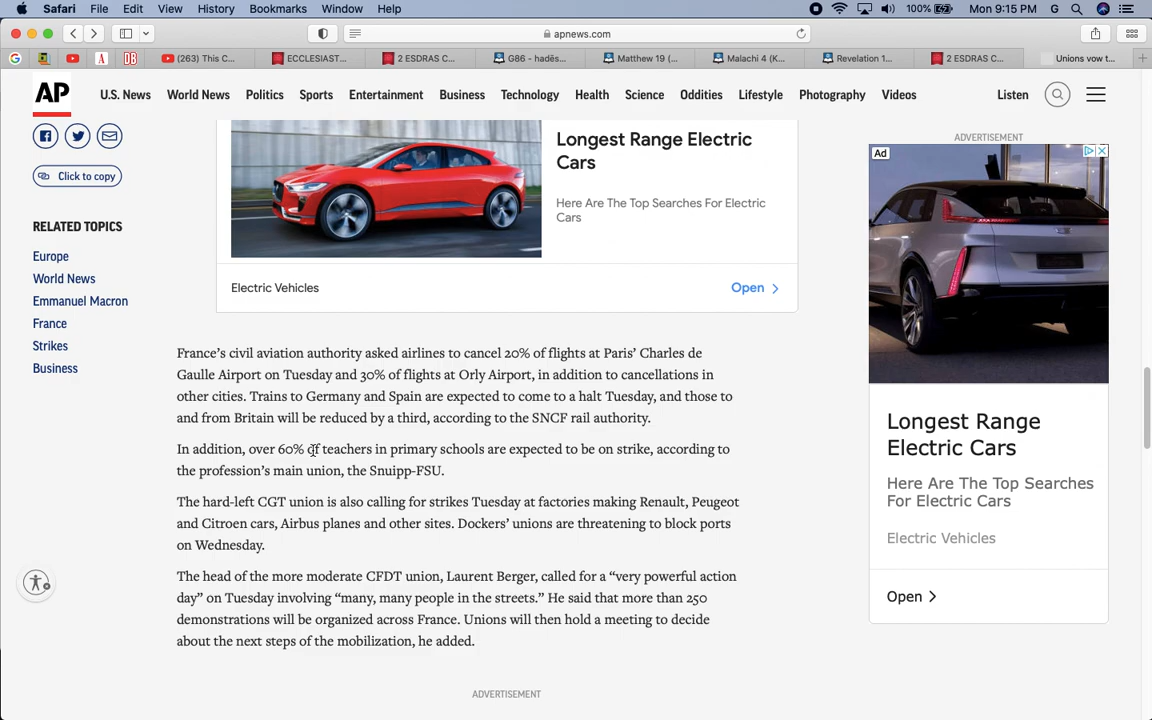 Safari File Edit View History Bookmarks Window Help 100% Mon 9:15 PM G
apnews.com
(263) This C... ECCLESIAST... 2 ESDRAS C... G86 - hadēs... Matthew 19 (... Malachi 4 (K... Revelation 1... 2 ESDRAS C... Unions vow t...
AP U.S. News World News Politics Sports Entertainment Business Technology Health Science Oddities Lifestyle Photography Videos Listen
Click to copy
RELATED TOPICS
Europe
World News
Emmanuel Macron
France
Strikes
Business
Longest Range Electric
Cars
Here Are The Top Searches For Electric
Cars
Electric Vehicles Open
France’s civil aviation authority asked airlines to cancel 20% of flights at Paris’ Charles de
Gaulle Airport on Tuesday and 30% of flights at Orly Airport, in addition to cancellations in
other cities. Trains to Germany and Spain are expected to come to a halt Tuesday, and those to
and from Britain will be reduced by a third, according to the SNCF rail authority.
In addition, over 60% of teachers in primary schools are expected to be on strike, according to
the profession’s main union, the Snuipp-FSU.
The hard-left CGT union is also calling for strikes Tuesday at factories making Renault, Peugeot
and Citroen cars, Airbus planes and other sites. Dockers’ unions are threatening to block ports
on Wednesday.
The head of the more moderate CFDT union, Laurent Berger, called for a “very powerful action
day” on Tuesday involving “many, many people in the streets.” He said that more than 250
demonstrations will be organized across France. Unions will then hold a meeting to decide
about the next steps of the mobilization, he added.
ADVERTISEMENT
ADVERTISEMENT
Ad
Longest Range
Electric Cars
Here Are The Top Searches
For Electric Cars
Electric Vehicles
Open